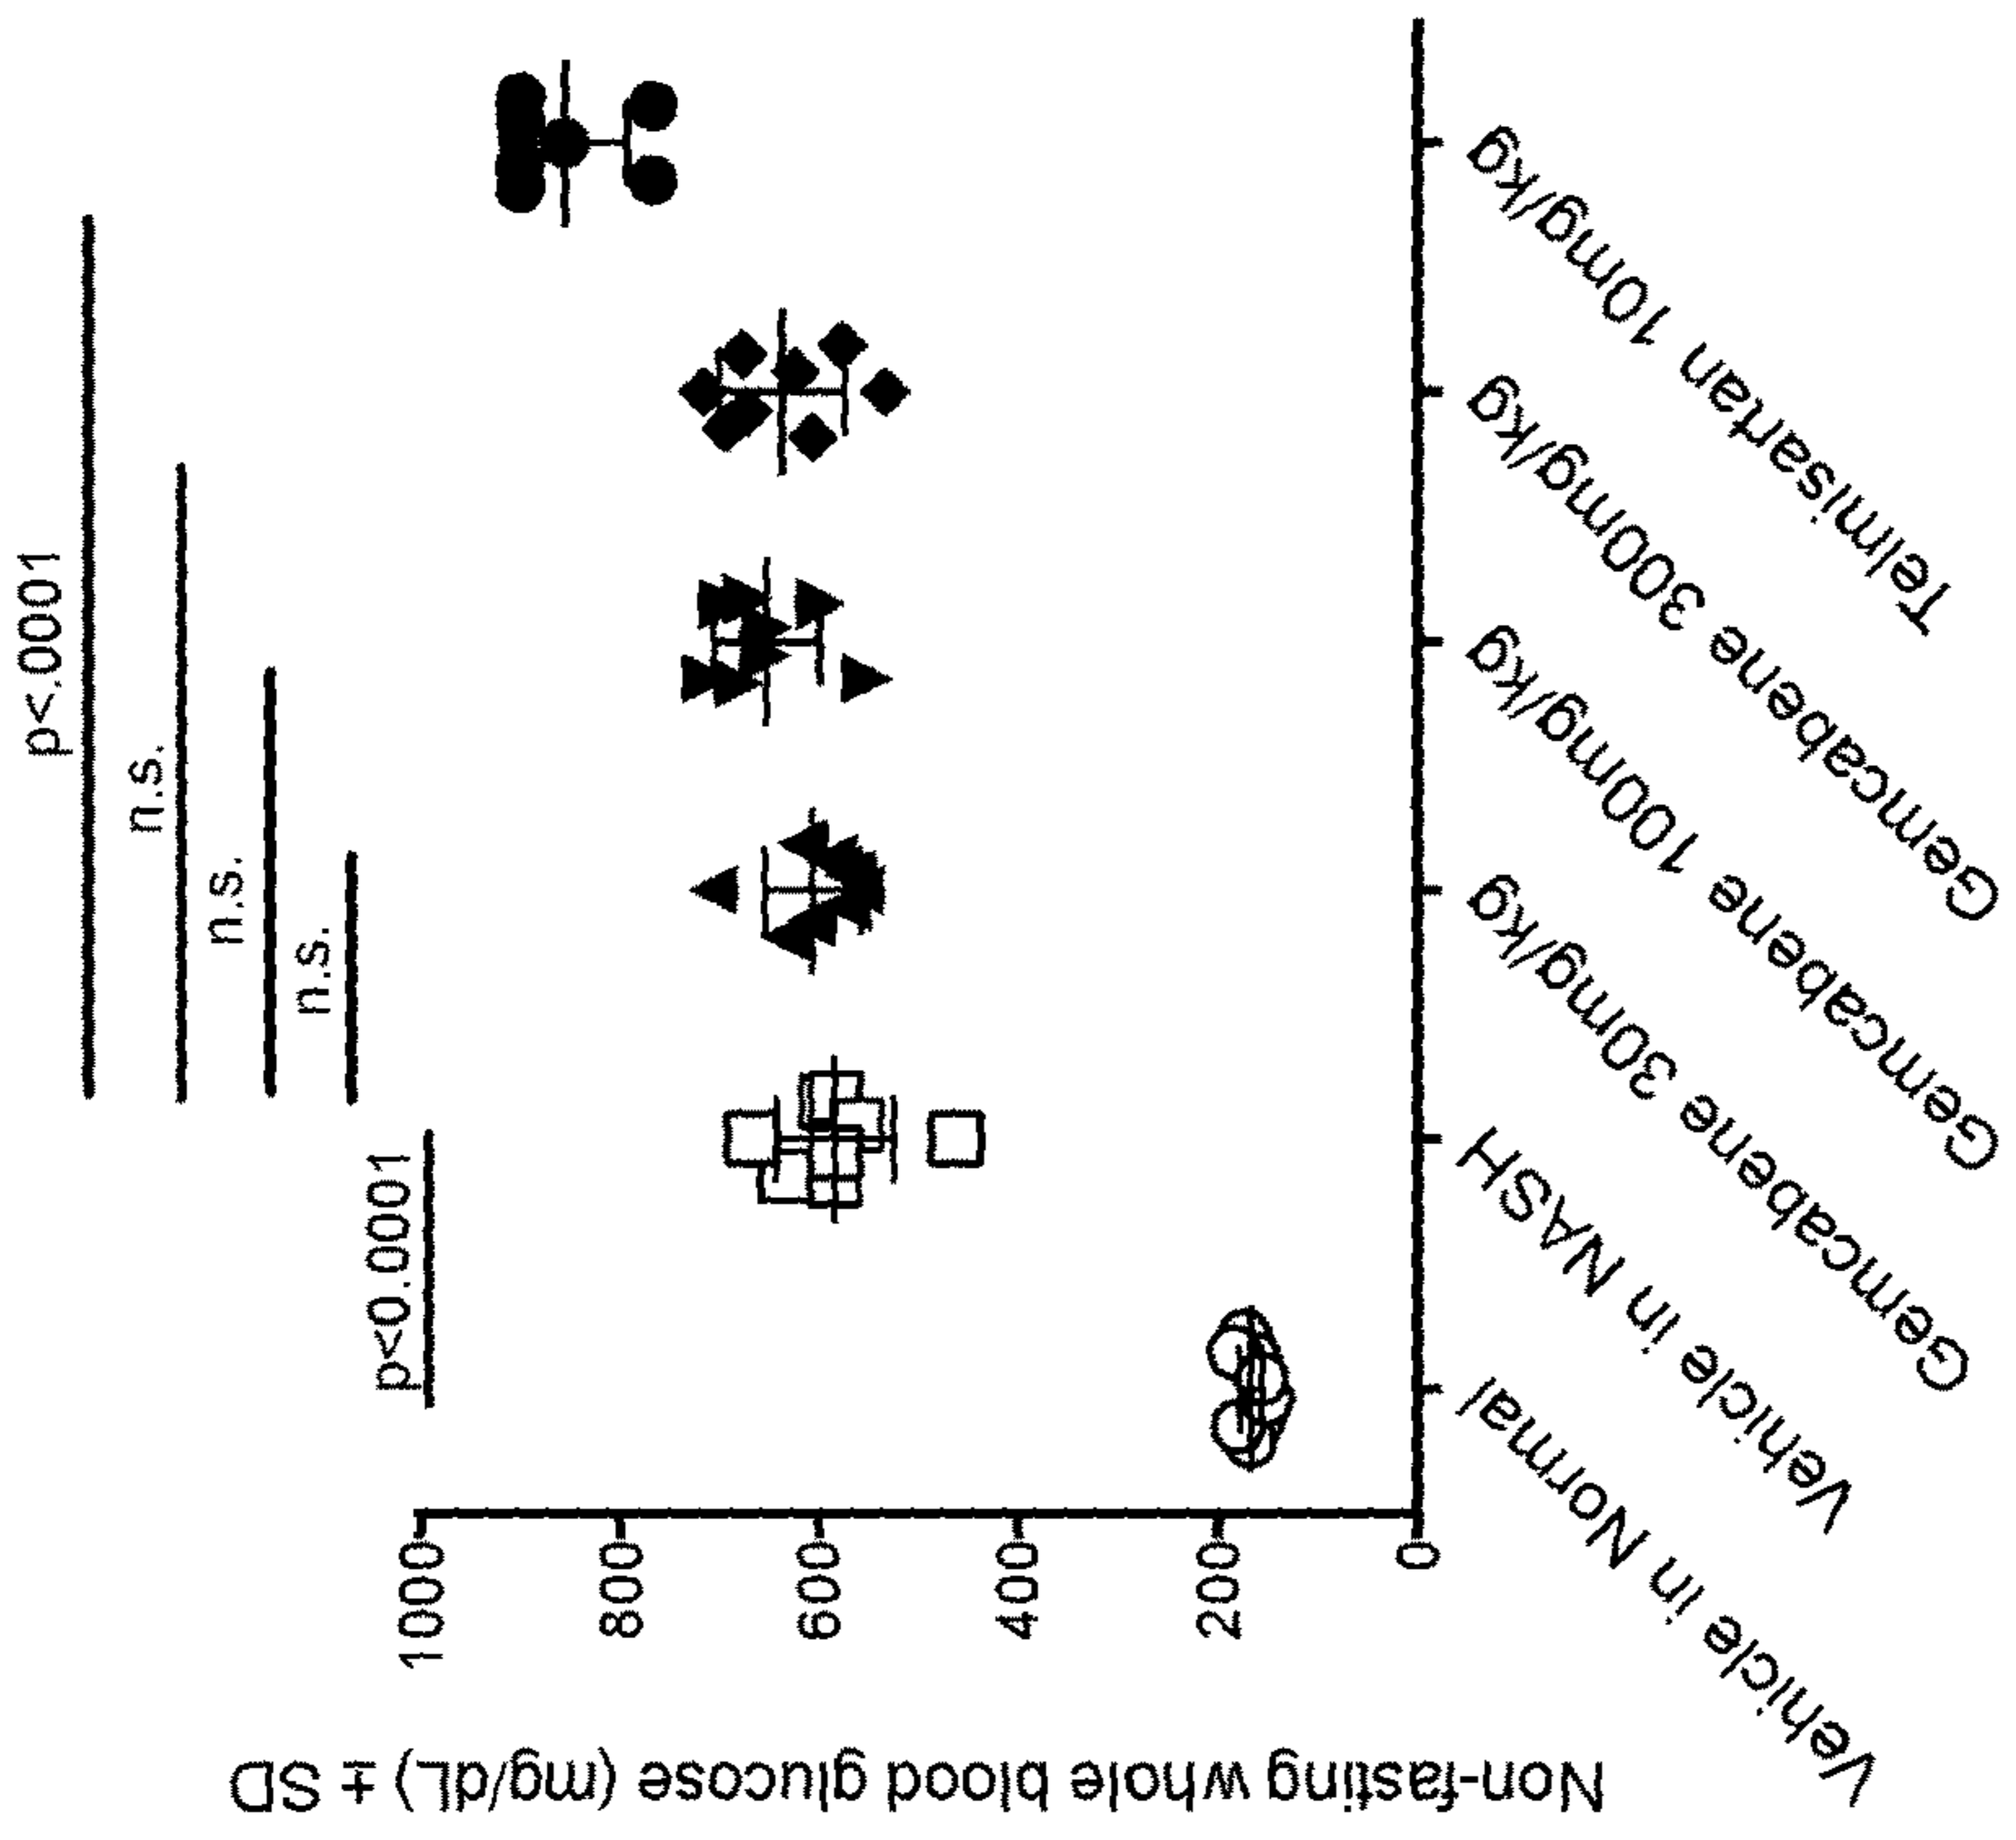 p<.0001
n.s.
n.s.
n.s.
p<0.0001
Non-fasting whole blood glucose (mg/dL) ± SD
1000
800
600
400
200
0
Vehicle in Normal
Vehicle in NASH
Gemcabene 30mg/kg
Gemcabene 100mg/kg
Gemcabene 300mg/kg
Telmisartan 10mg/kg